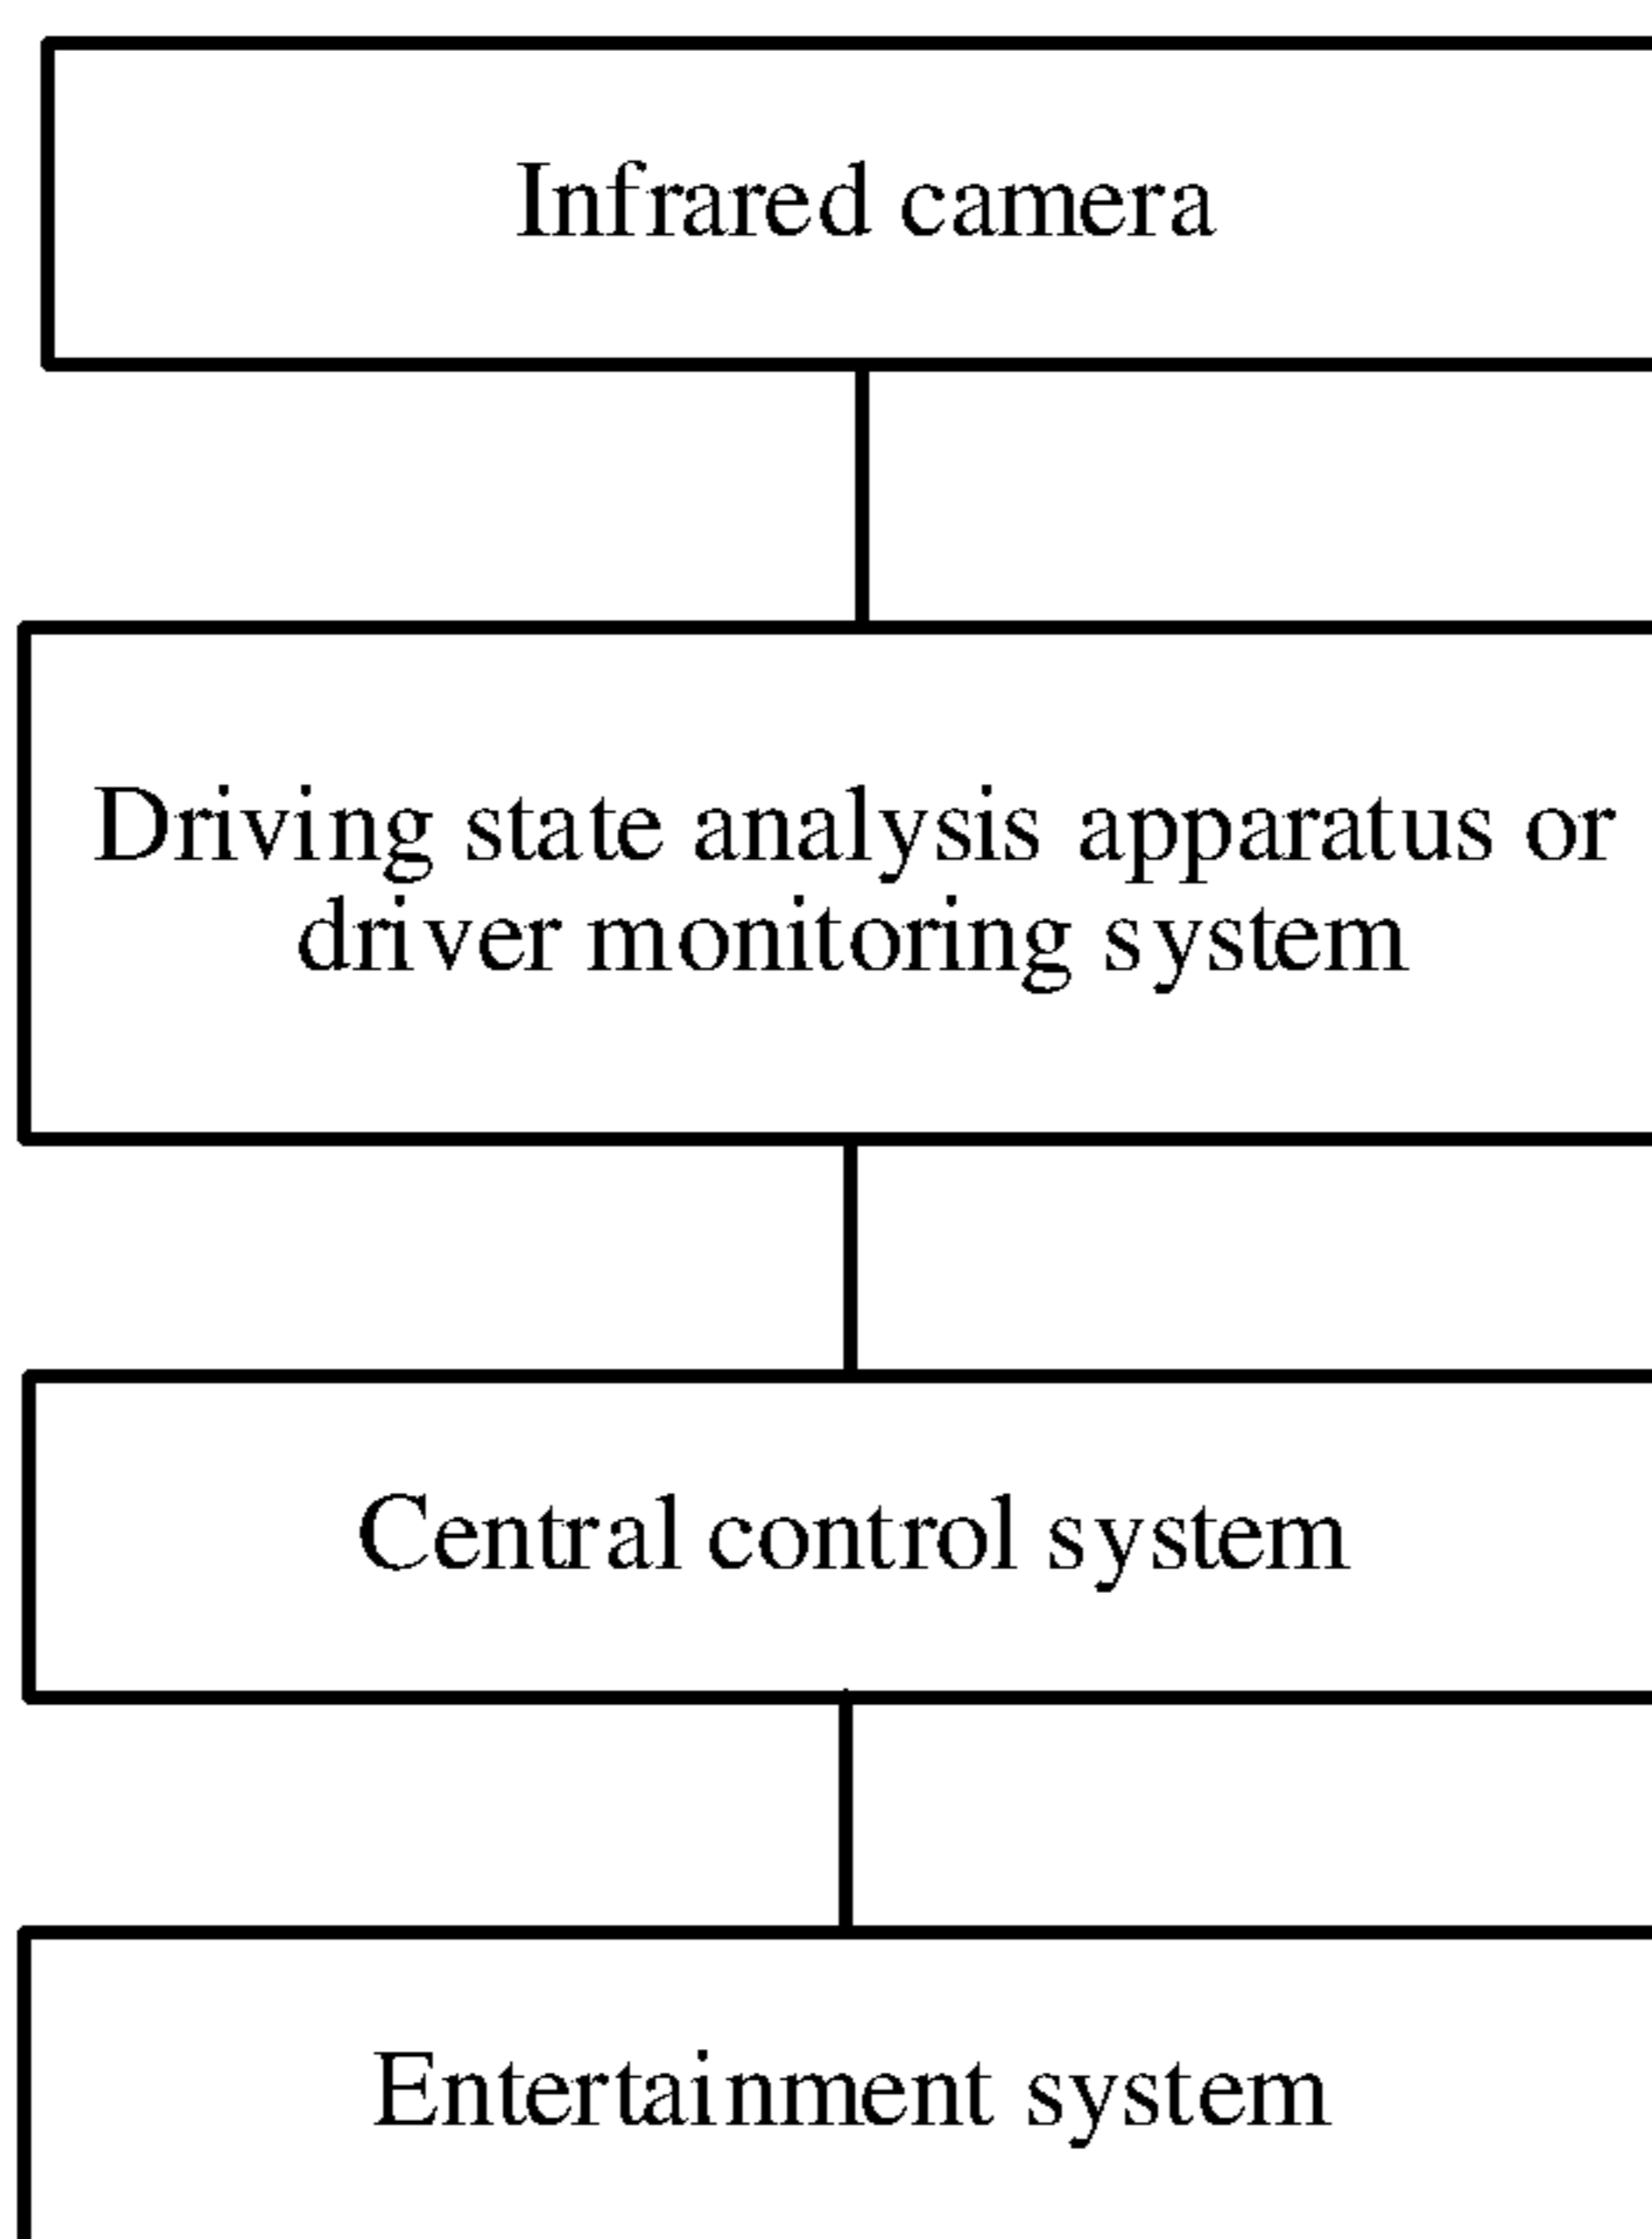 Infrared camera
Driving state analysis apparatus or
driver monitoring system
Central control system
Entertainment system